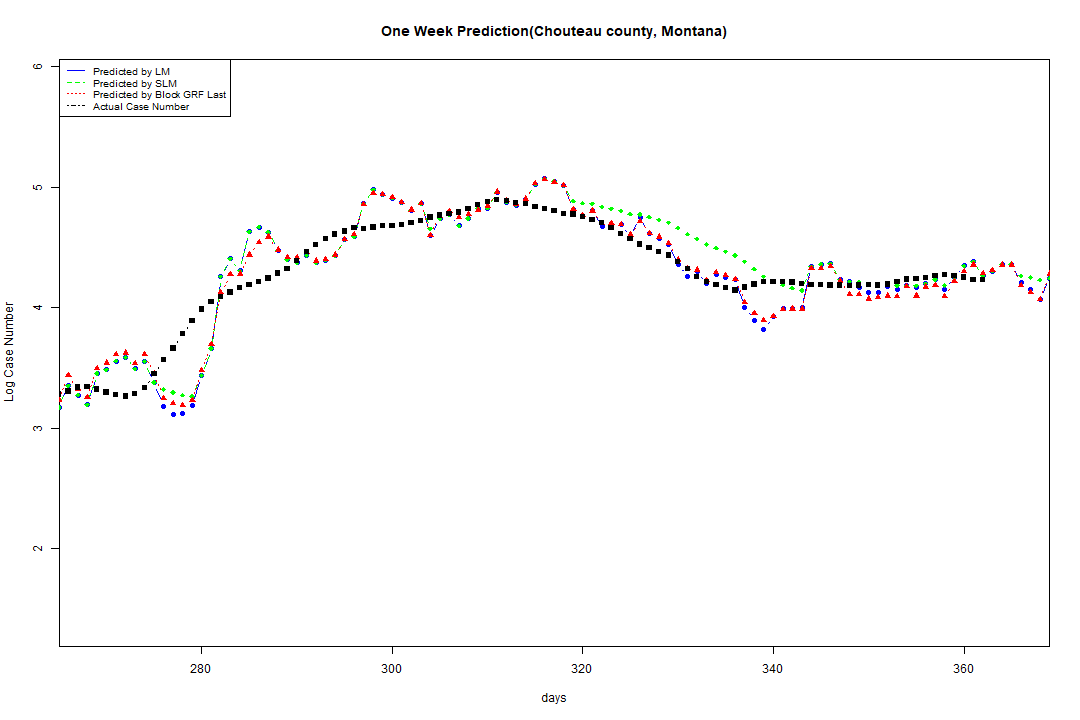 One Week Prediction(Chouteau county, Montana)
Predicted by LM
Predicted by SLM
Predicted by Block GRF Last
Actual Case Number
6
5
4
3
2
Log Case Number
280 300 320 340 360
days